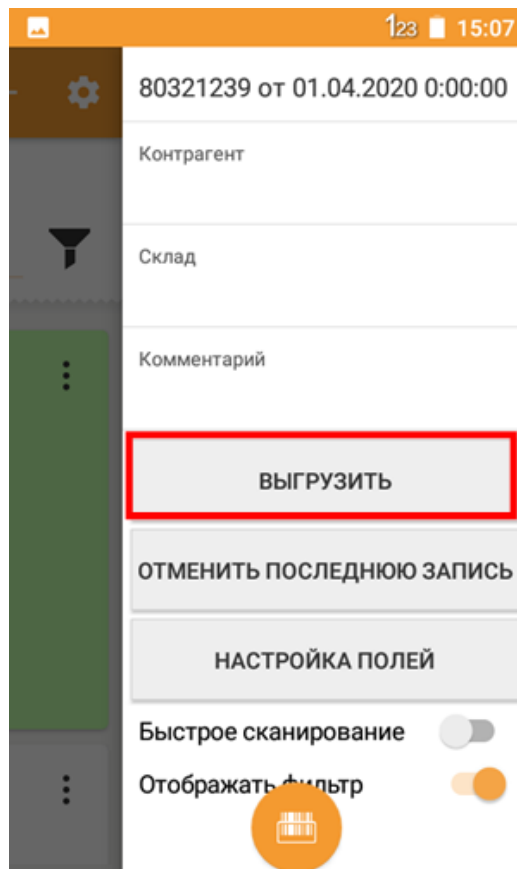 123 15:07
80321239 от 01.04.2020 0:00:00
Контрагент
Склад
Комментарий
ВЫГРУЗИТЬ
ОТМЕНИТЬ ПОСЛЕДНЮЮ ЗАПИСЬ
НАСТРОЙКА ПОЛЕЙ
Быстрое сканирование
Отображать фильтр